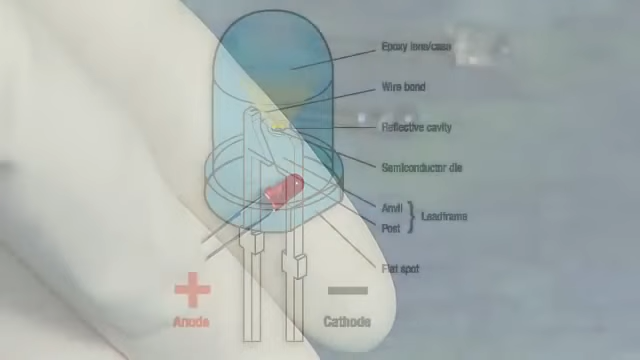 Epoxy lens/case
Wire bond
Reflective cavity
Semiconductor die
Anvil
Post
Leadframe
Flat spot
+
Anode
−
Cathode